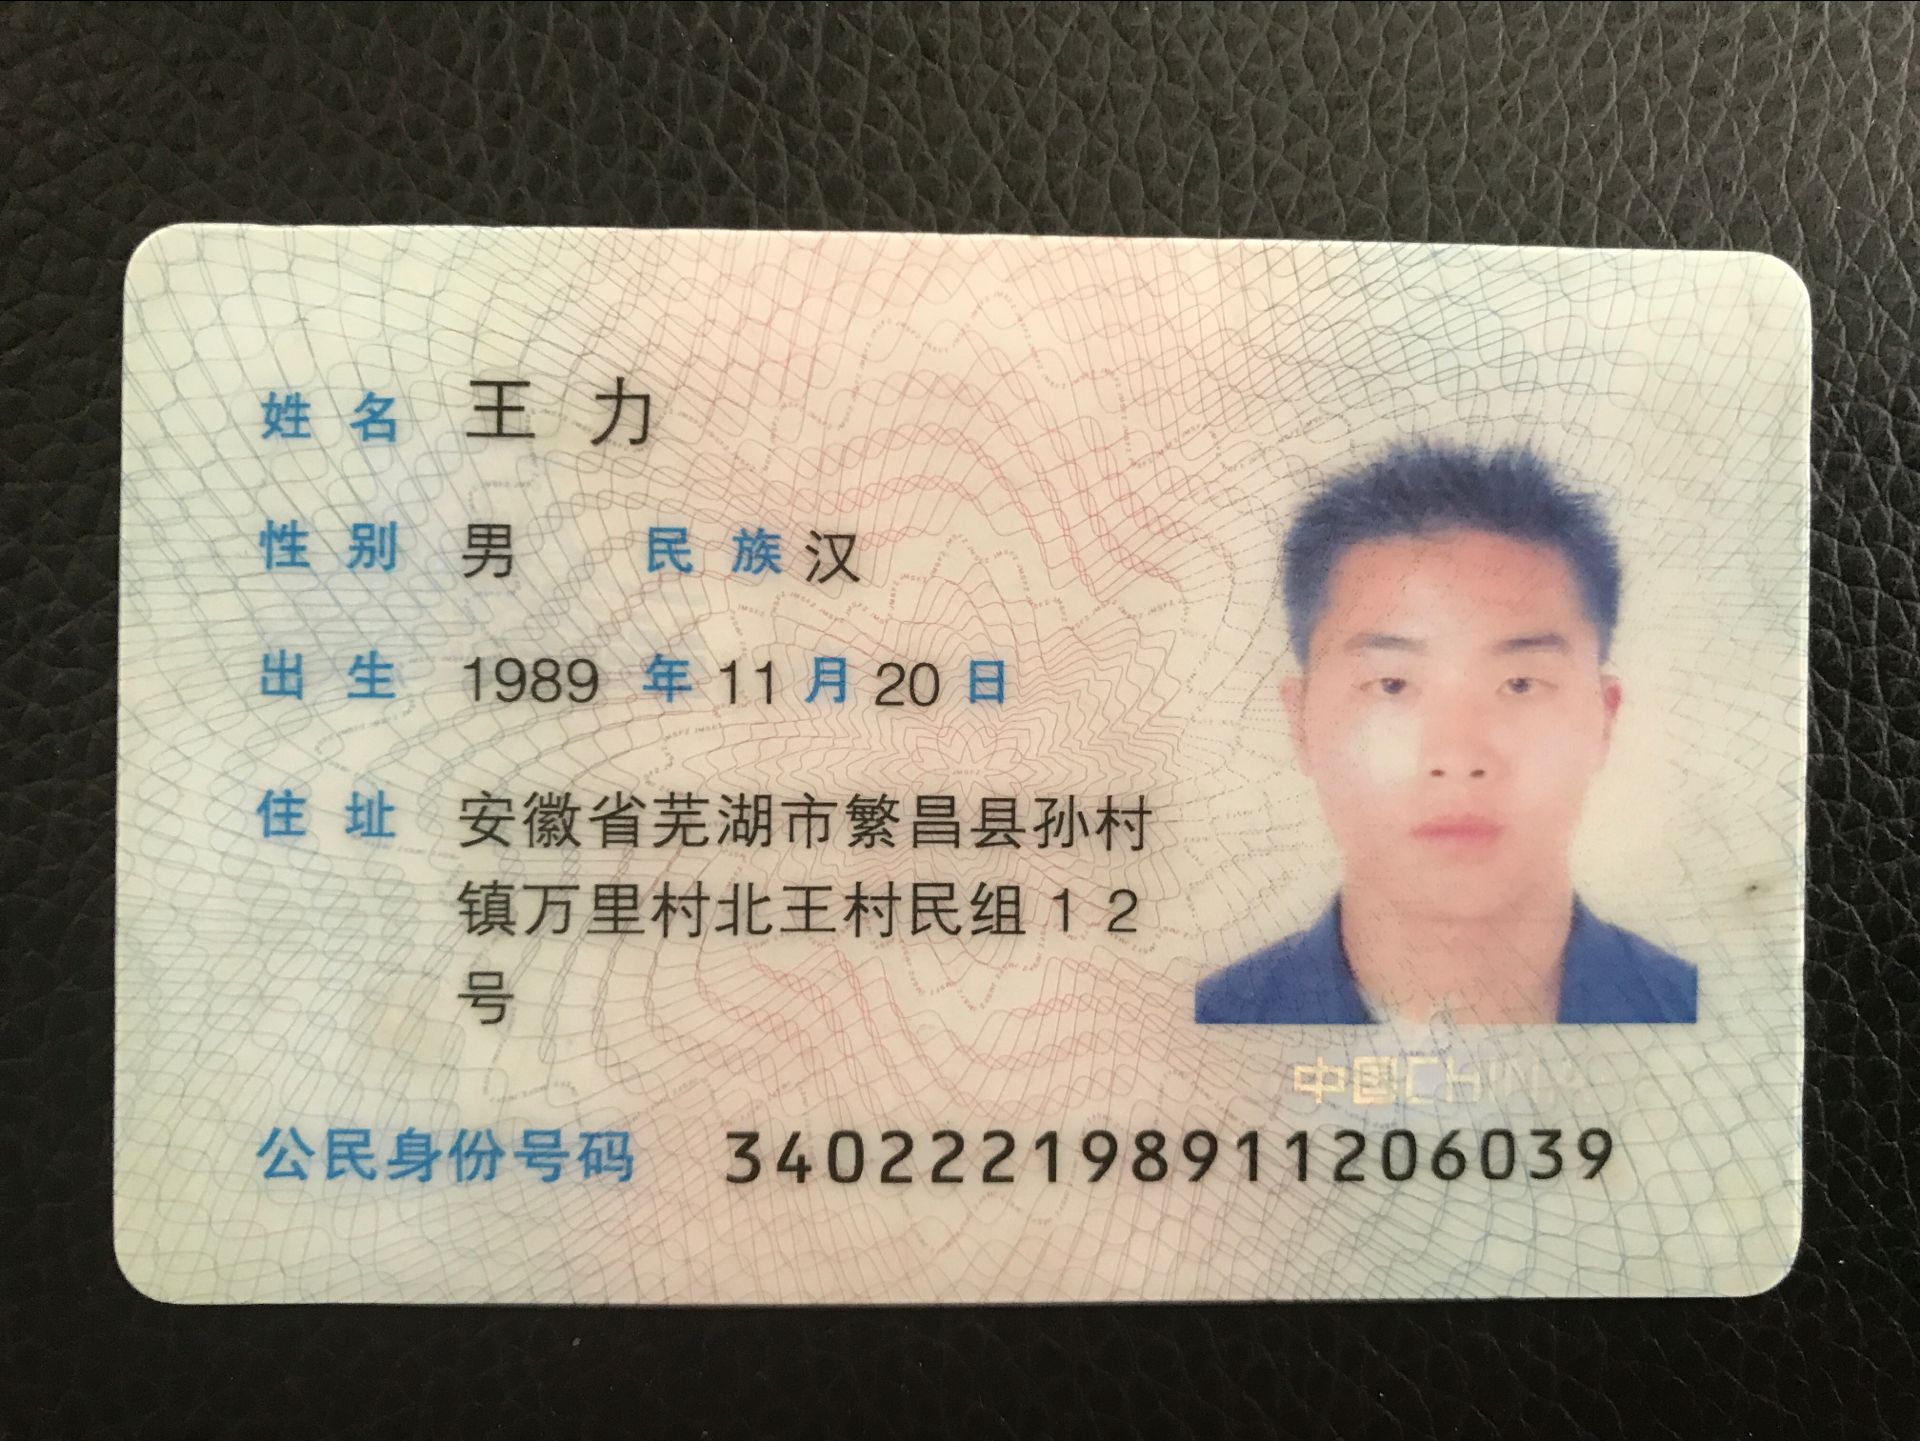 姓名 王力
性别 男 民族 汉
出生 1989 年 11 月 20 日
住址 安徽省芜湖市繁昌县孙村
镇万里村北王村民组12
号
中国CHINA
公民身份号码 340222198911206039